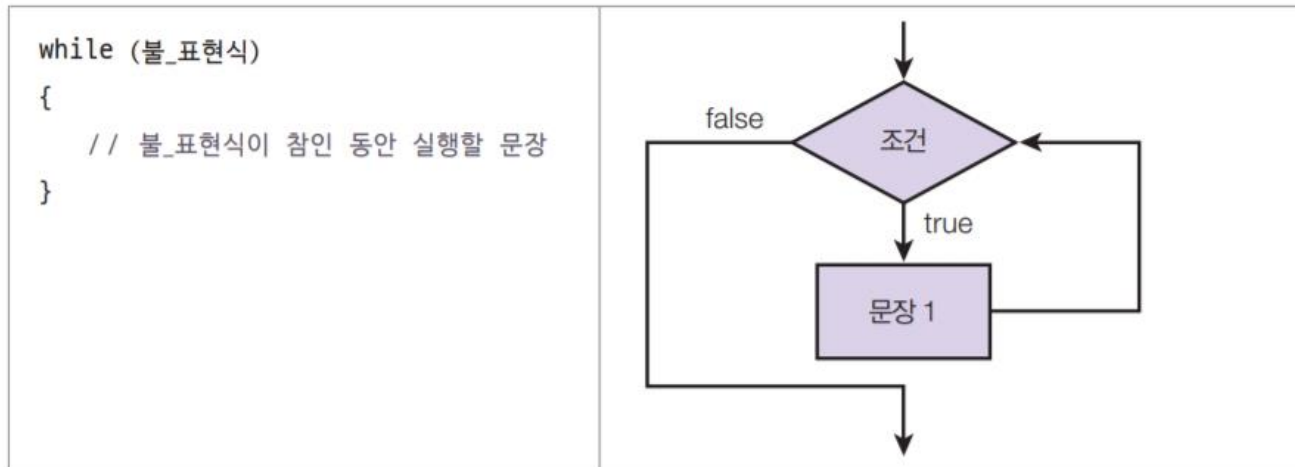 while (불_표현식)
{
// 불_표현식이 참인 동안 실행할 문장
}
false
조건
true
문장 1